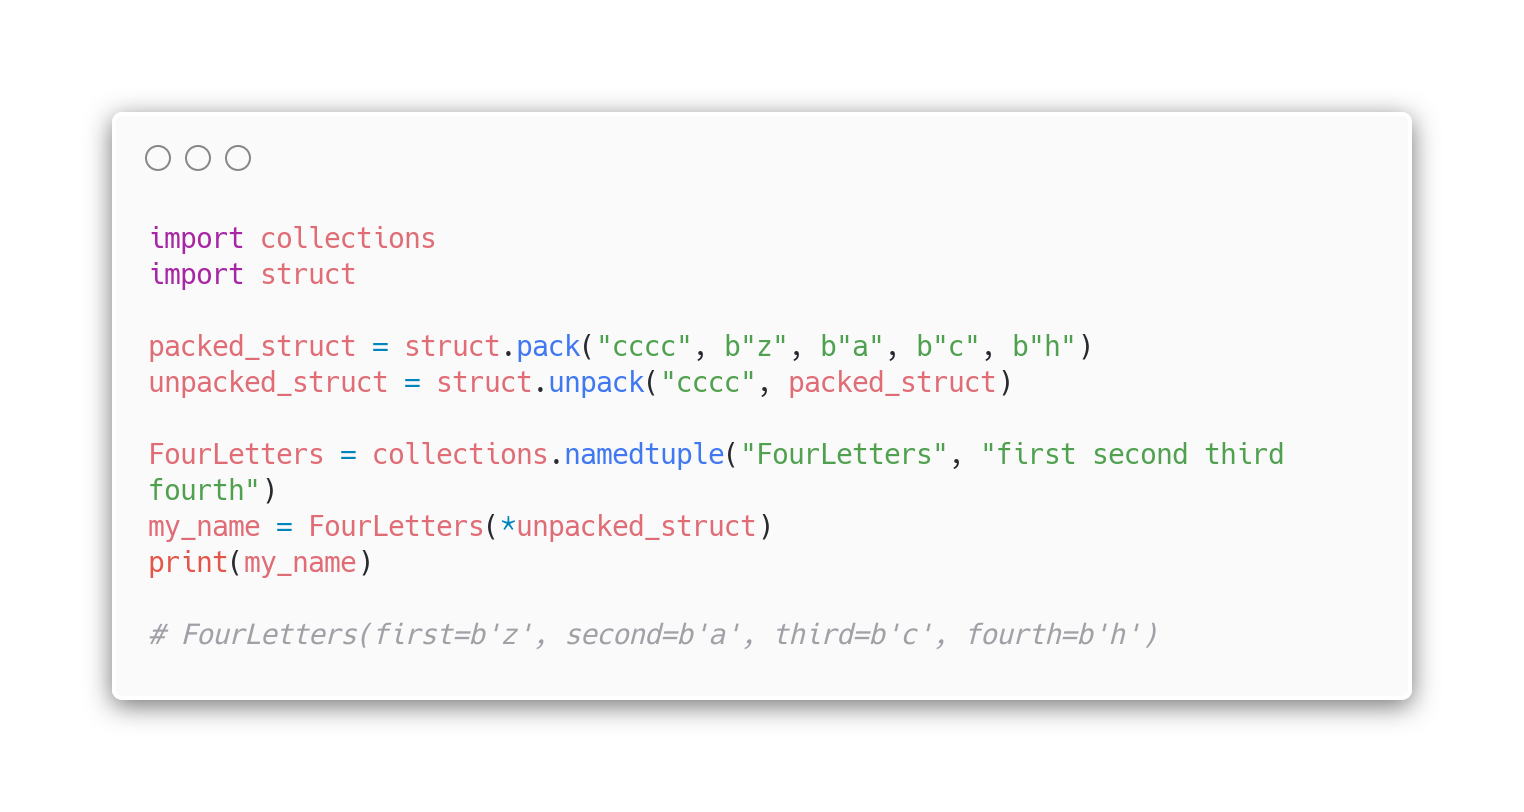 import collections
import struct
packed_struct = struct.pack("cccc", b"z", b"a", b"c", b"h")
unpacked_struct = struct.unpack("cccc", packed_struct)
FourLetters = collections.namedtuple("FourLetters", "first second third
fourth")
my_name = FourLetters(*unpacked_struct)
print(my_name)
# FourLetters(first=b'z', second=b'a', third=b'c', fourth=b'h')